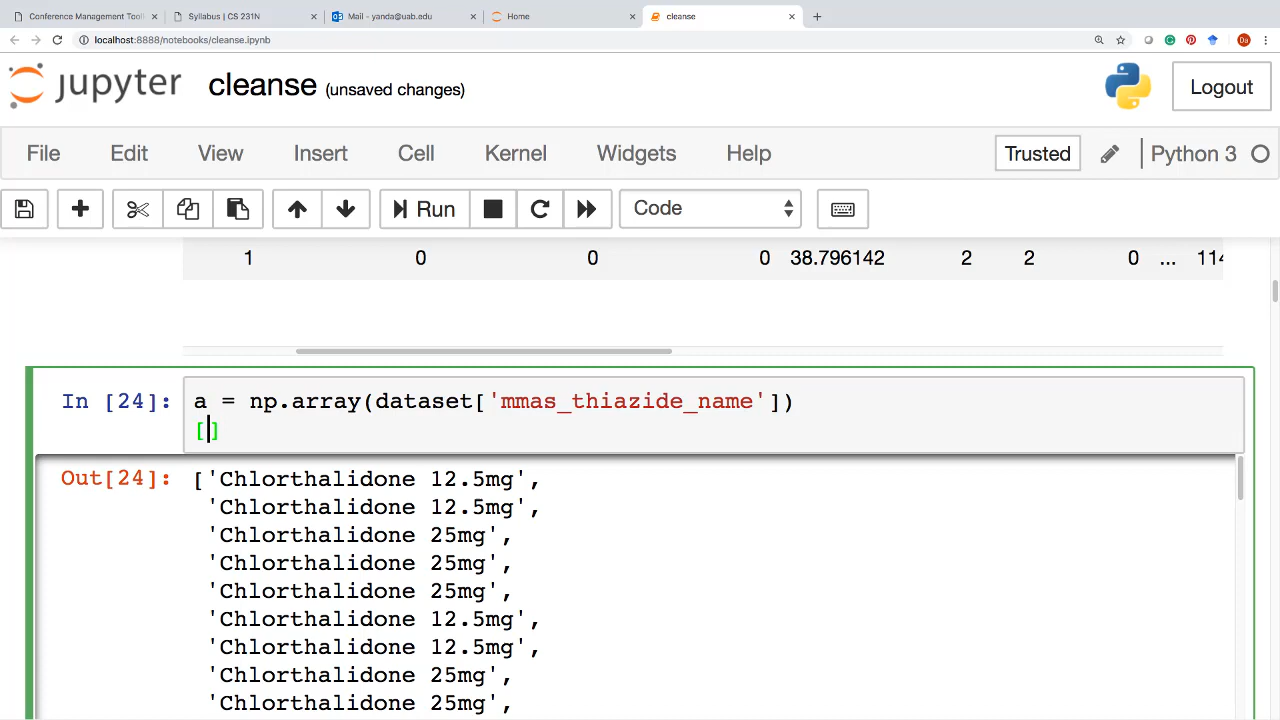 Conference Management Tool
Syllabus | CS 231N
Mail - yanda@uab.edu
Home
cleanse
localhost:8888/notebooks/cleanse.ipynb
Da
jupyter cleanse (unsaved changes)
Logout
File Edit View Insert Cell Kernel Widgets Help
Trusted
Python 3
Run
Code
1 0 0 0 38.796142 2 2 0 ... 114
In [24]: a = np.array(dataset['mmas_thiazide_name'])
[]
Out[24]: ['Chlorthalidone 12.5mg',
'Chlorthalidone 12.5mg',
'Chlorthalidone 25mg',
'Chlorthalidone 25mg',
'Chlorthalidone 25mg',
'Chlorthalidone 12.5mg',
'Chlorthalidone 12.5mg',
'Chlorthalidone 25mg',
'Chlorthalidone 25mg',